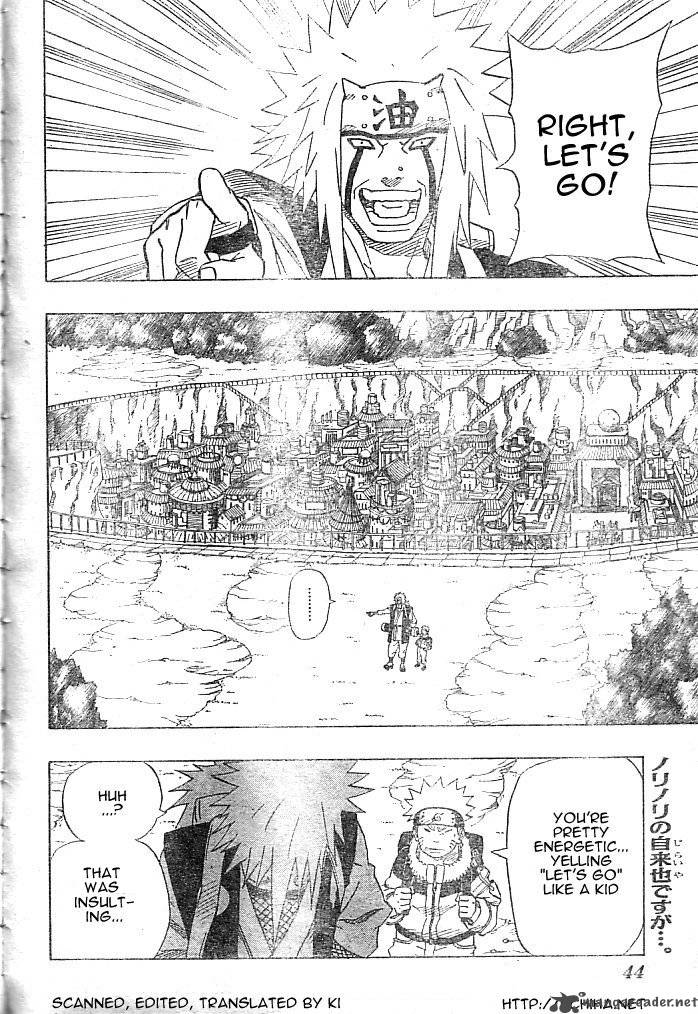 油
RIGHT,
LET'S
GO!
..........
YOU'RE
PRETTY
ENERGETIC...
YELLING
"LET'S GO"
LIKE A KID
HUH
...?
THAT
WAS
INSULT-
ING...
ノリノリの自来也ですが…。
じらいや
44
SCANNED, EDITED, TRANSLATED BY KI
mangareader.net